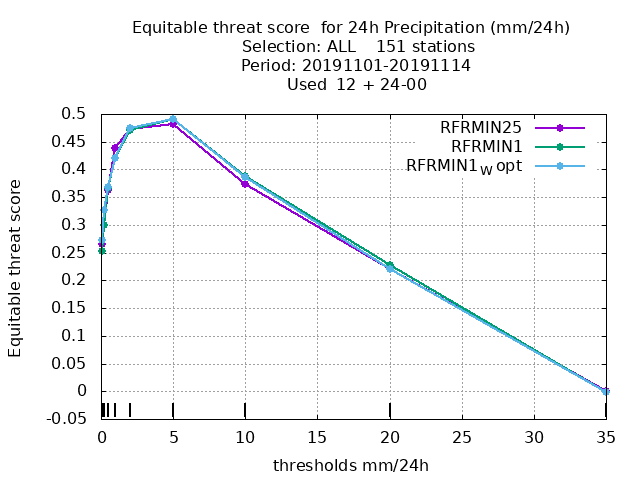 Equitable threat score  for 24h Precipitation (mm/24h)
Selection: ALL    151 stations
Period: 20191101-20191114
Used  12 + 24-00
RFRMIN25
RFRMIN1
RFRMIN1W opt
0.5
0.45
0.4
0.35
0.3
0.25
0.2
0.15
0.1
0.05
0
-0.05
Equitable threat score
0 5 10 15 20 25 30 35
thresholds mm/24h